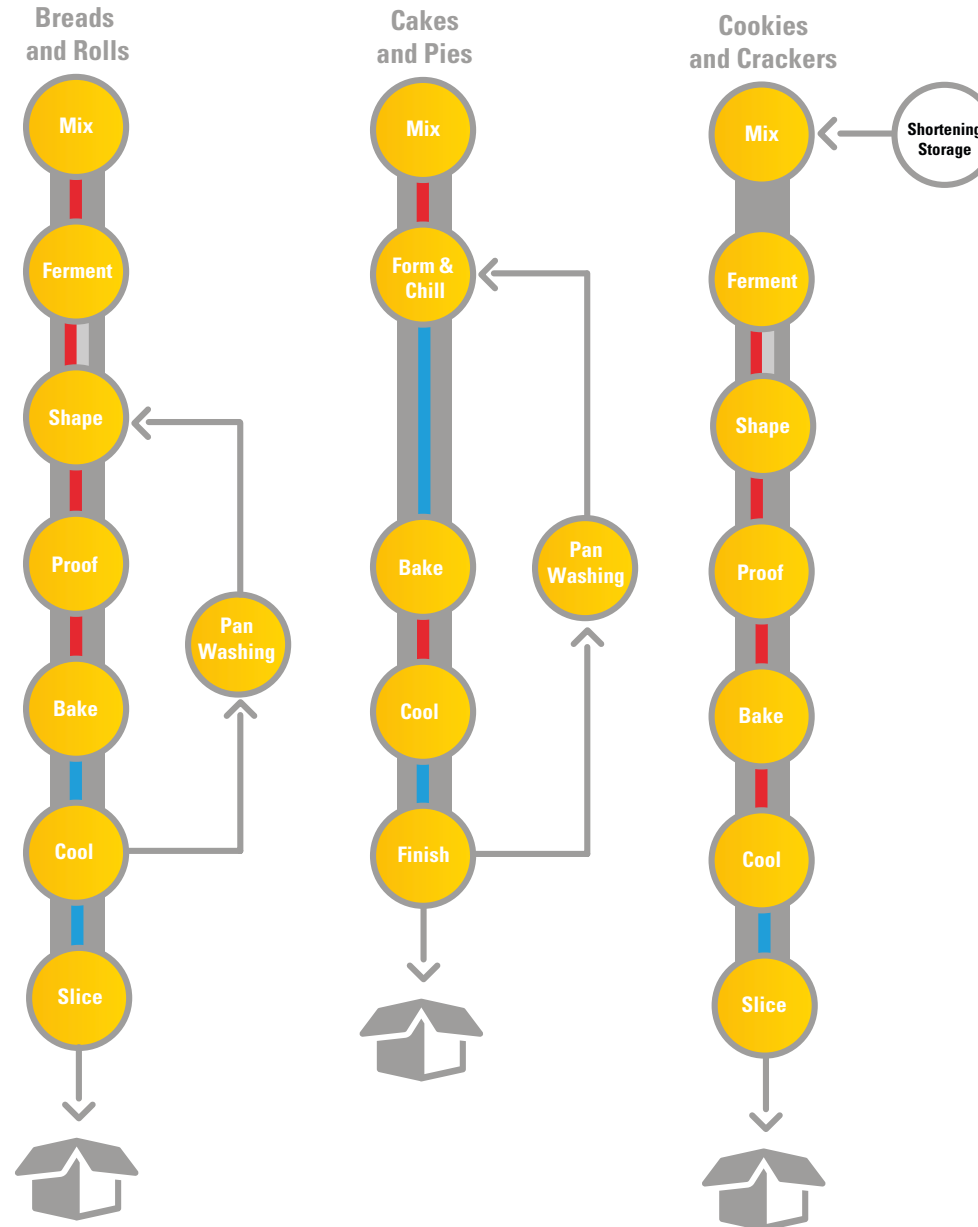 Breads
and Rolls
Mix
Ferment
Shape
Proof
Bake
Cool
Slice
Pan
Washing
Cakes
and Pies
Mix
Form &
Chill
Bake
Cool
Finish
Pan
Washing
Cookies
and Crackers
Mix
Ferment
Shape
Proof
Bake
Cool
Slice
Shortening
Storage